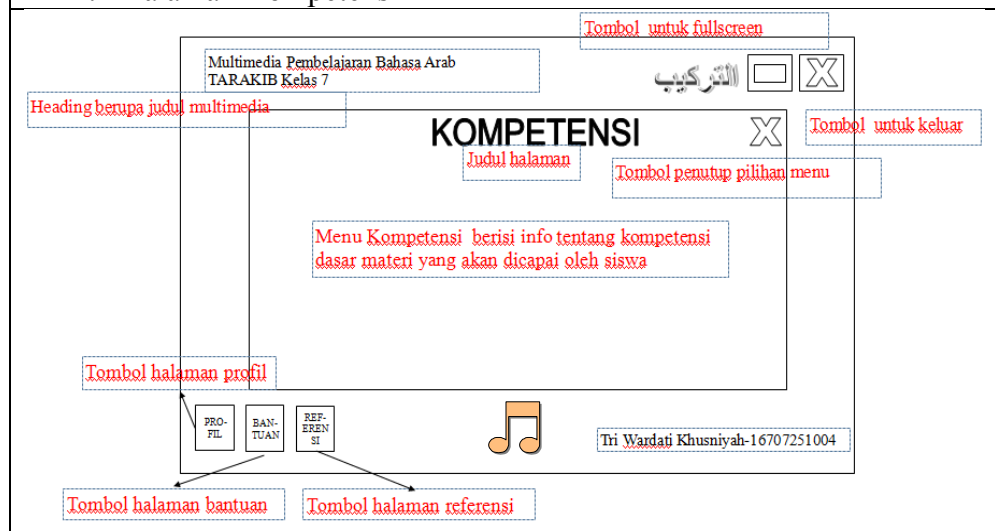 Halaman Kompetensi
Tombol untuk fullscreen
Multimedia Pembelajaran Bahasa Arab
TARAKIB Kelas 7
التركيب
X
Heading berupa judul multimedia
KOMPETENSI
X
Tombol untuk keluar
Judul halaman
Tombol penutup pilihan menu
Menu Kompetensi berisi info tentang kompetensi
dasar materi yang akan dicapai oleh siswa
Tombol halaman profil
PRO-
FIL
BAN-
TUAN
REF-
EREN
SI
Tri Wardati Khusniyah-16707251004
Tombol halaman bantuan
Tombol halaman referensi